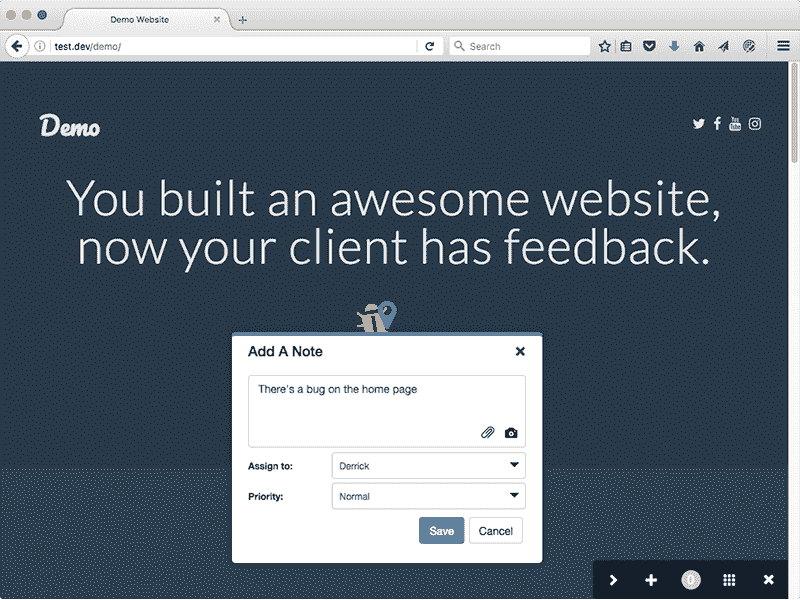 Demo Website
test.dev/demo/
Search
Demo
You built an awesome website,
now your client has feedback.
Add A Note
There's a bug on the home page
Assign to:
Derrick
Priority:
Normal
Save
Cancel
0